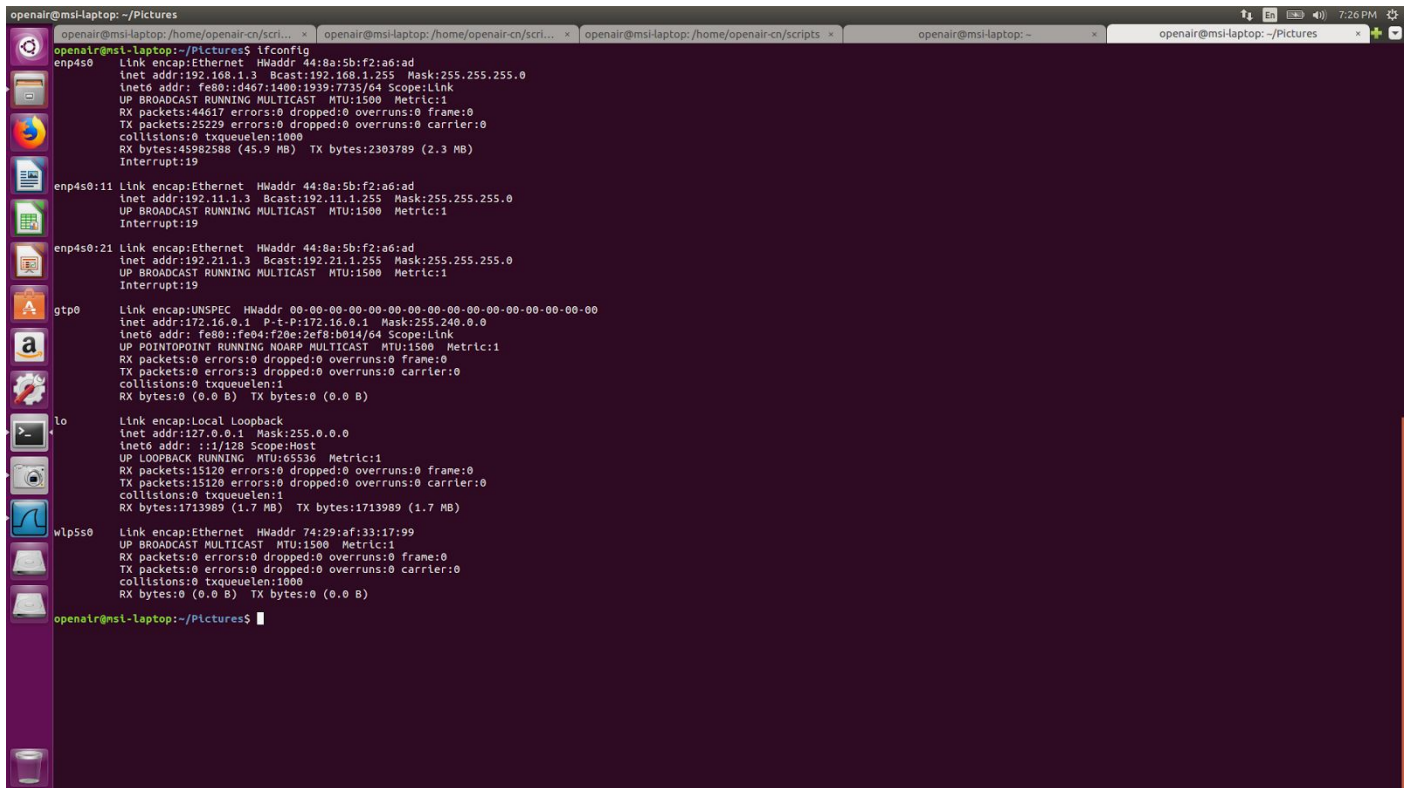 openair@msi-laptop: ~/Pictures
En
7:26 PM
openair@msi-laptop: /home/openair-cn/scri... ×
openair@msi-laptop: /home/openair-cn/scri... ×
openair@msi-laptop: /home/openair-cn/scripts ×
openair@msi-laptop: ~ ×
openair@msi-laptop: ~/Pictures ×
openair@msi-laptop:~/Pictures$ ifconfig
enp4s0 Link encap:Ethernet HWaddr 44:8a:5b:f2:a6:ad
inet addr:192.168.1.3 Bcast:192.168.1.255 Mask:255.255.255.0
inet6 addr: fe80::d467:1400:1939:7735/64 Scope:Link
UP BROADCAST RUNNING MULTICAST MTU:1500 Metric:1
RX packets:44617 errors:0 dropped:0 overruns:0 frame:0
TX packets:25229 errors:0 dropped:0 overruns:0 carrier:0
collisions:0 txqueuelen:1000
RX bytes:45982588 (45.9 MB) TX bytes:2303789 (2.3 MB)
Interrupt:19
enp4s0:11 Link encap:Ethernet HWaddr 44:8a:5b:f2:a6:ad
inet addr:192.11.1.3 Bcast:192.11.1.255 Mask:255.255.255.0
UP BROADCAST RUNNING MULTICAST MTU:1500 Metric:1
Interrupt:19
enp4s0:21 Link encap:Ethernet HWaddr 44:8a:5b:f2:a6:ad
inet addr:192.21.1.3 Bcast:192.21.1.255 Mask:255.255.255.0
UP BROADCAST RUNNING MULTICAST MTU:1500 Metric:1
Interrupt:19
gtp0 Link encap:UNSPEC HWaddr 00-00-00-00-00-00-00-00-00-00-00-00-00-00-00-00
inet addr:172.16.0.1 P-t-P:172.16.0.1 Mask:255.240.0.0
inet6 addr: fe80::fe04:f20e:2ef8:b014/64 Scope:Link
UP POINTOPOINT RUNNING NOARP MULTICAST MTU:1500 Metric:1
RX packets:0 errors:0 dropped:0 overruns:0 frame:0
TX packets:0 errors:3 dropped:0 overruns:0 carrier:0
collisions:0 txqueuelen:1
RX bytes:0 (0.0 B) TX bytes:0 (0.0 B)
lo Link encap:Local Loopback
inet addr:127.0.0.1 Mask:255.0.0.0
inet6 addr: ::1/128 Scope:Host
UP LOOPBACK RUNNING MTU:65536 Metric:1
RX packets:15120 errors:0 dropped:0 overruns:0 frame:0
TX packets:15120 errors:0 dropped:0 overruns:0 carrier:0
collisions:0 txqueuelen:1
RX bytes:1713989 (1.7 MB) TX bytes:1713989 (1.7 MB)
wlp5s0 Link encap:Ethernet HWaddr 74:29:af:33:17:99
UP BROADCAST MULTICAST MTU:1500 Metric:1
RX packets:0 errors:0 dropped:0 overruns:0 frame:0
TX packets:0 errors:0 dropped:0 overruns:0 carrier:0
collisions:0 txqueuelen:1000
RX bytes:0 (0.0 B) TX bytes:0 (0.0 B)
openair@msi-laptop:~/Pictures$